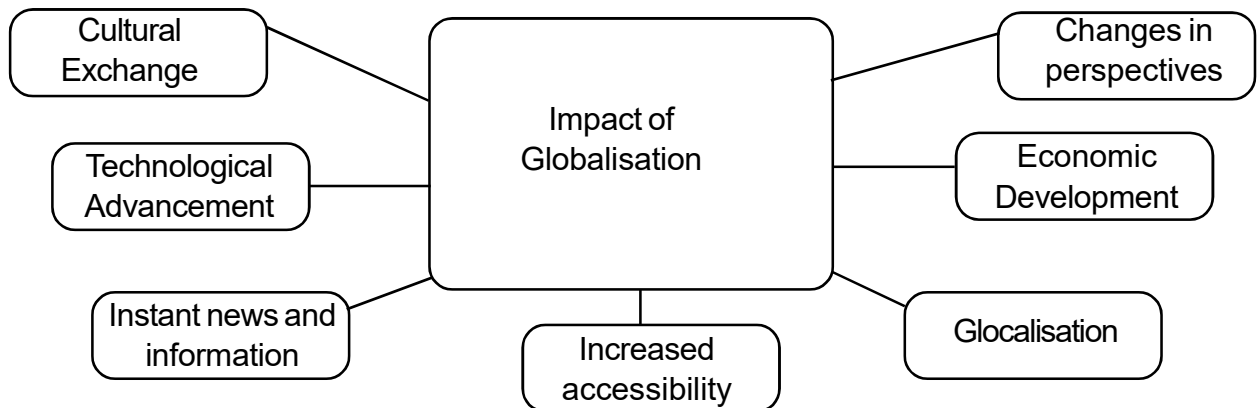 Cultural
Exchange
Technological
Advancement
Instant news and
information
Impact of
Globalisation
Increased
accessibility
Changes in
perspectives
Economic
Development
Glocalisation